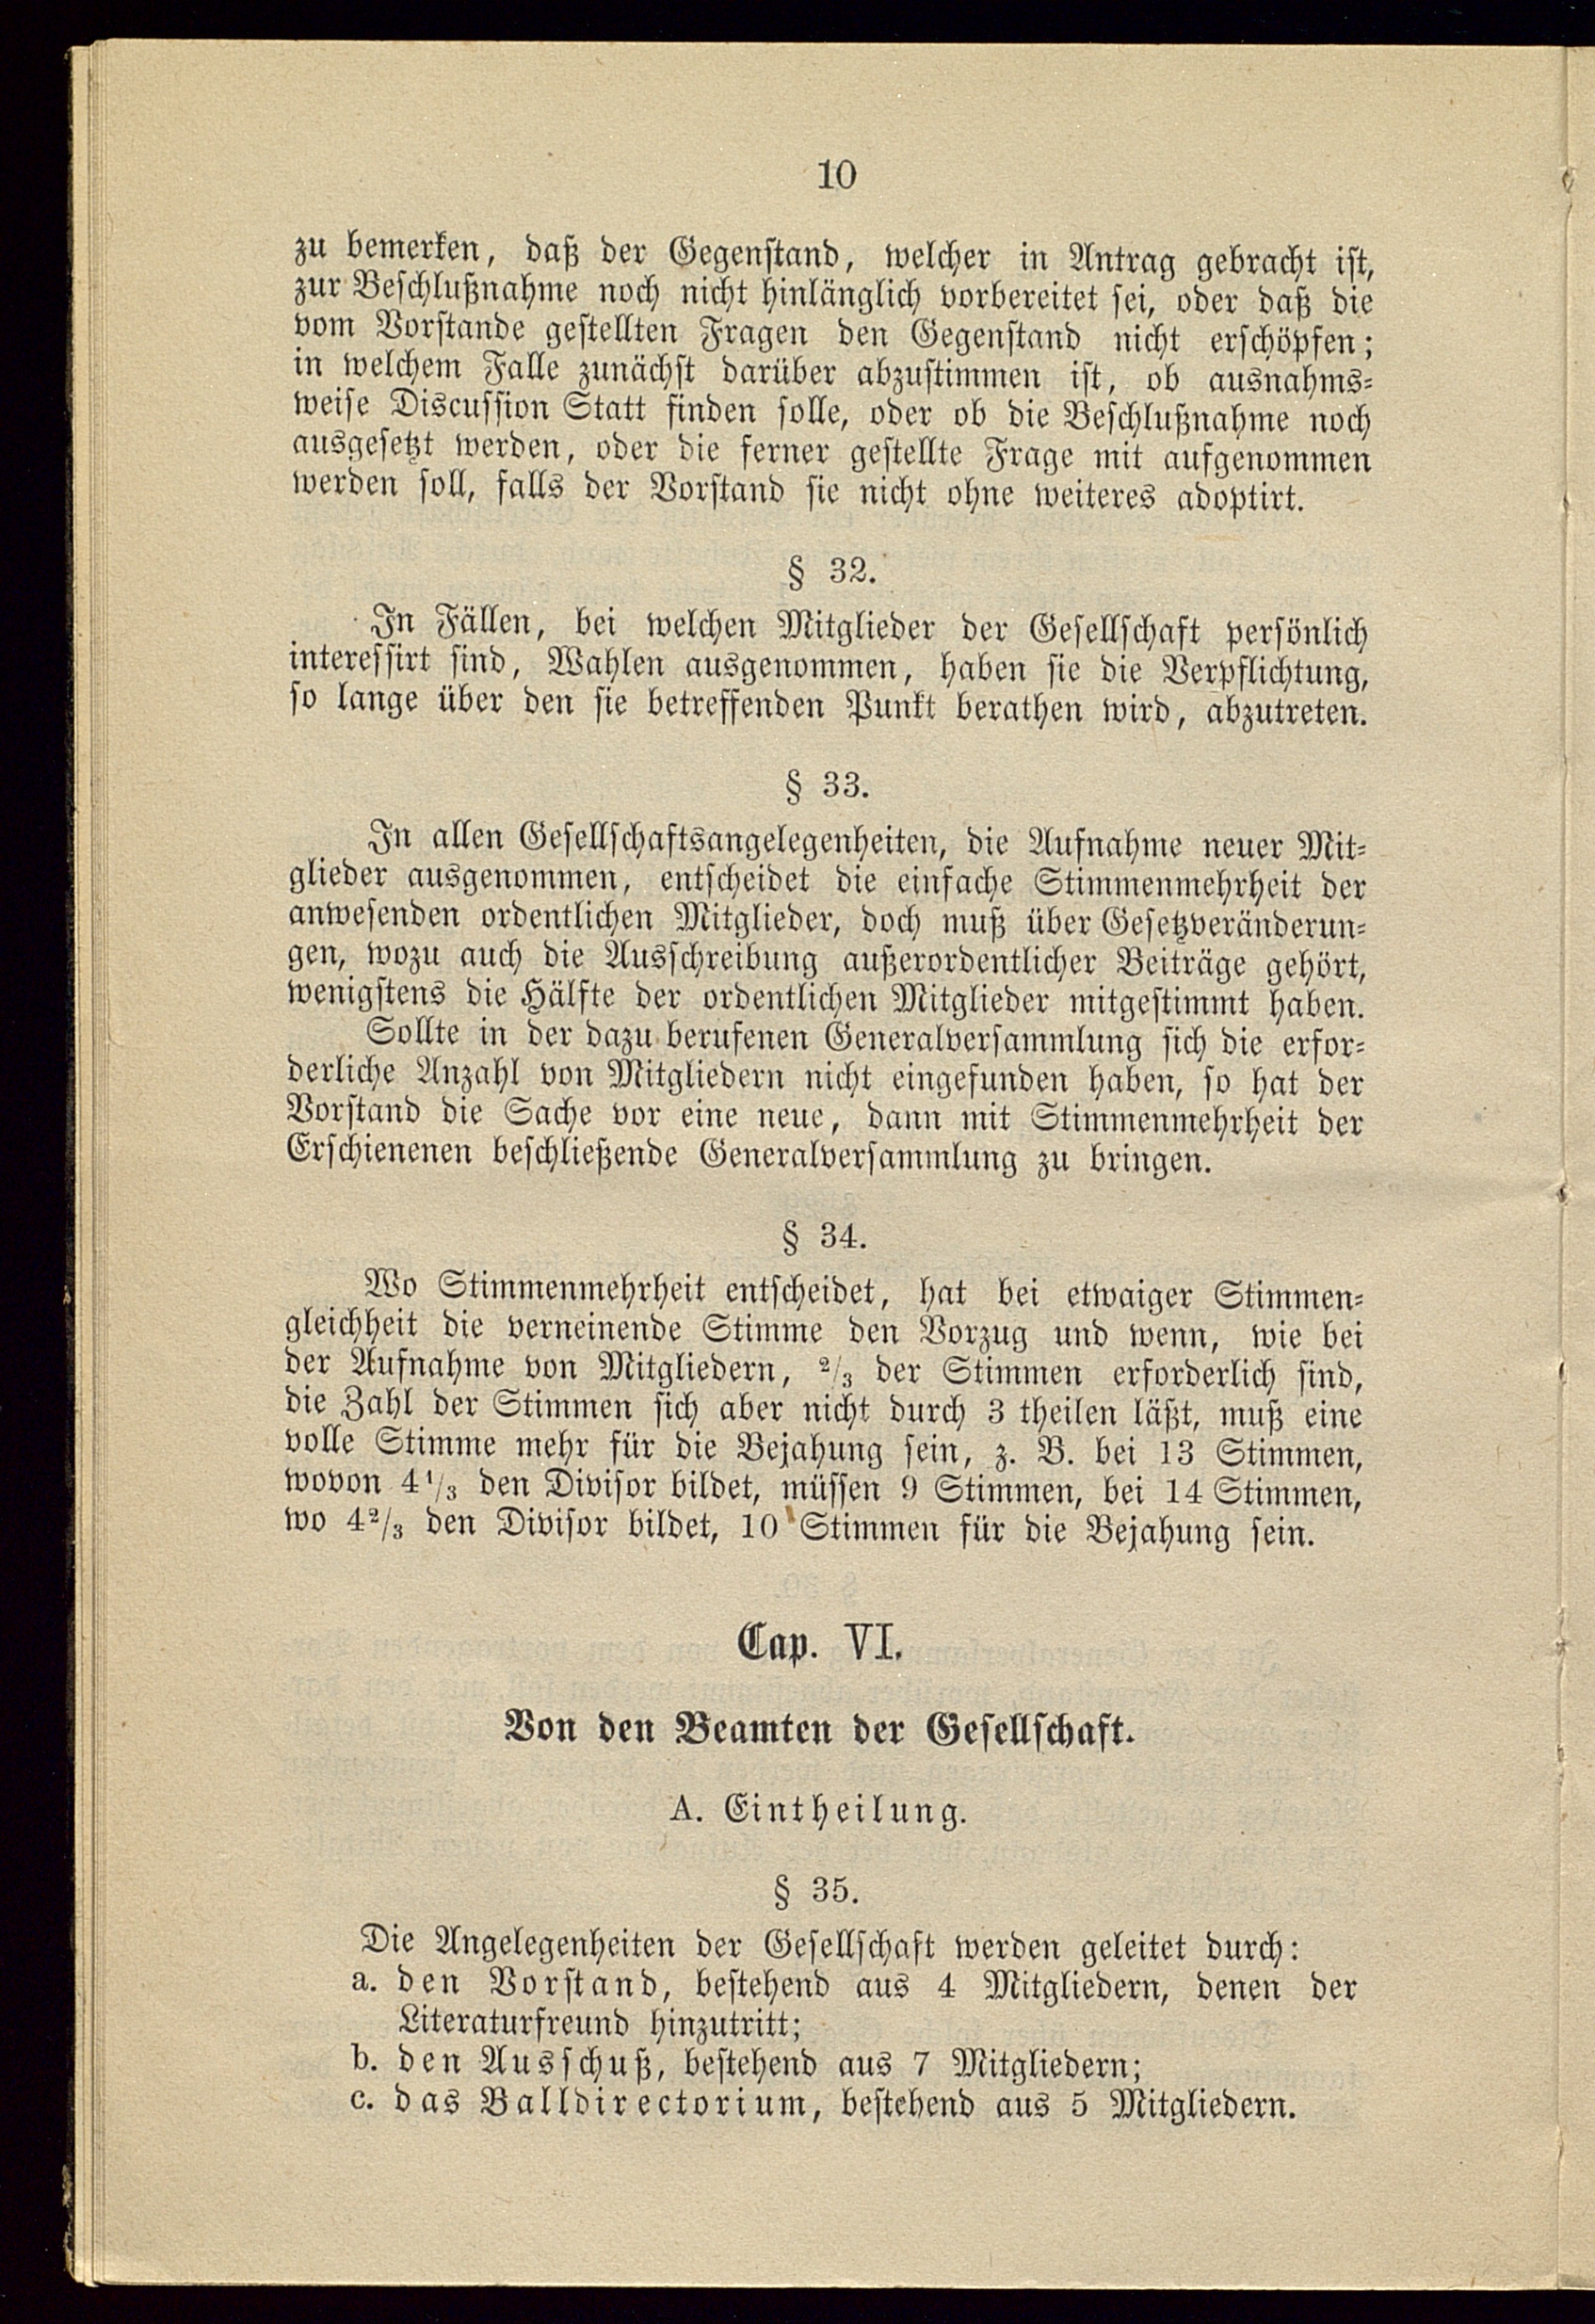 10
zu bemerken, daß der Gegenstand, welcher in Antrag gebracht ist,
zur Beschlußnahme noch nicht hinlänglich vorbereitet sei, oder daß die
vom Vorstande gestellten Fragen den Gegenstand nicht erschöpfen;
in welchem Falle zunächst darüber abzustimmen ist, ob ausnahms-
weise Discussion Statt finden solle, oder ob die Beschlußnahme noch
ausgesetzt werden, oder die ferner gestellte Frage mit aufgenommen
werden soll, falls der Vorstand sie nicht ohne weiteres adoptirt.
§ 32.
In Fällen, bei welchen Mitglieder der Gesellschaft persönlich
interessirt sind, Wahlen ausgenommen, haben sie die Verpflichtung,
so lange über den sie betreffenden Punkt berathen wird, abzutreten.
§ 33.
In allen Gesellschaftsangelegenheiten, die Aufnahme neuer Mit-
glieder ausgenommen, entscheidet die einfache Stimmenmehrheit der
anwesenden ordentlichen Mitglieder, doch muß über Gesetzveränderun-
gen, wozu auch die Ausschreibung außerordentlicher Beiträge gehört,
wenigstens die Hälfte der ordentlichen Mitglieder mitgestimmt haben.
Sollte in der dazu berufenen Generalversammlung sich die erfor-
derliche Anzahl von Mitgliedern nicht eingefunden haben, so hat der
Vorstand die Sache vor eine neue, dann mit Stimmenmehrheit der
Erschienenen beschließende Generalversammlung zu bringen.
§ 34.
Wo Stimmenmehrheit entscheidet, hat bei etwaiger Stimmen-
gleichheit die verneinende Stimme den Vorzug und wenn, wie bei
der Aufnahme von Mitgliedern, 2/3 der Stimmen erforderlich sind,
die Zahl der Stimmen sich aber nicht durch 3 theilen läßt, muß eine
volle Stimme mehr für die Bejahung sein, z. B. bei 13 Stimmen,
wovon 4 1/3 den Divisor bildet, müssen 9 Stimmen, bei 14 Stimmen,
wo 4 2/3 den Divisor bildet, 10 Stimmen für die Bejahung sein.
Cap. VI.
Von den Beamten der Gesellschaft.
A. Eintheilung.
§ 35.
Die Angelegenheiten der Gesellschaft werden geleitet durch:
a. den Vorstand, bestehend aus 4 Mitgliedern, denen der
Literaturfreund hinzutritt;
b. den Ausschuß, bestehend aus 7 Mitgliedern;
c. das Balldirectorium, bestehend aus 5 Mitgliedern.